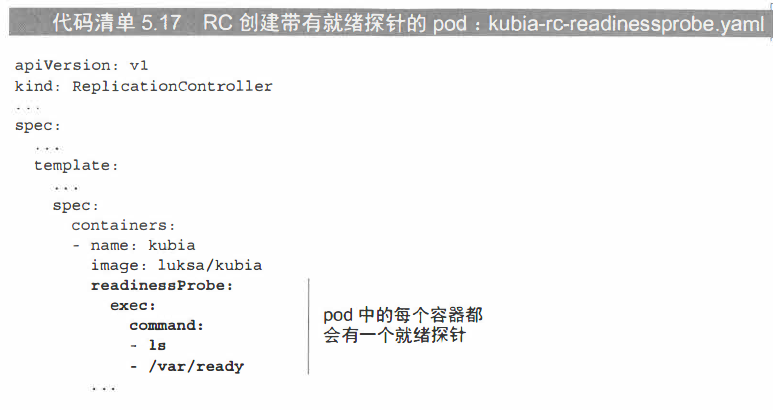 代码清单 5.17 RC 创建带有就绪探针的 pod：kubia-rc-readinessprobe.yaml
apiVersion: v1
kind: ReplicationController
...
spec:
  ...
  template:
    ...
    spec:
      containers:
      - name: kubia
        image: luksa/kubia
        readinessProbe:
          exec:
            command:
            - ls
            - /var/ready
        ...
pod 中的每个容器都
会有一个就绪探针